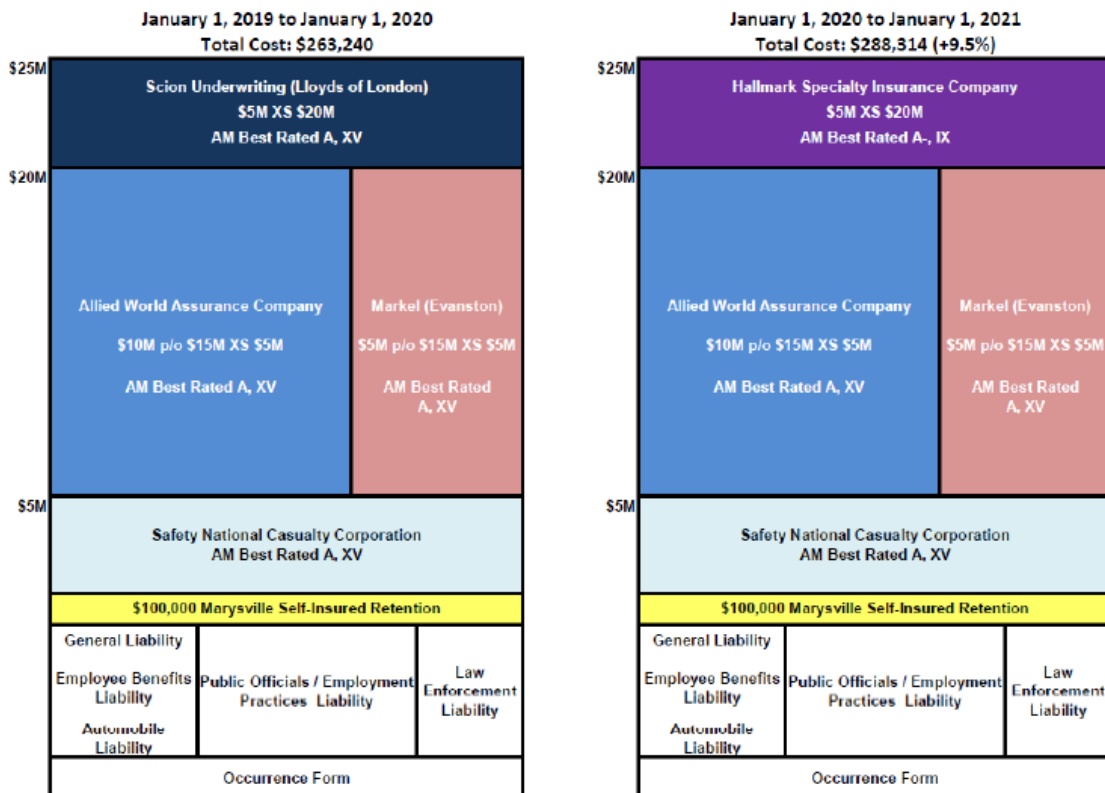 January 1, 2019 to January 1, 2020
Total Cost: $263,240
$25M
Scion Underwriting (Lloyds of London)
$5M XS $20M
AM Best Rated A, XV
$20M
Allied World Assurance Company
$10M p/o $15M XS $5M
AM Best Rated A, XV
Markel (Evanston)
$5M p/o $15M XS $5M
AM Best Rated
A, XV
$5M
Safety National Casualty Corporation
AM Best Rated A, XV
$100,000 Marysville Self-Insured Retention
General Liability
Employee Benefits
Liability
Automobile
Liability
Public Officials / Employment
Practices Liability
Law
Enforcement
Liability
Occurrence Form
January 1, 2020 to January 1, 2021
Total Cost: $288,314 (+9.5%)
$25M
Hallmark Specialty Insurance Company
$5M XS $20M
AM Best Rated A-, IX
$20M
Allied World Assurance Company
$10M p/o $15M XS $5M
AM Best Rated A, XV
Markel (Evanston)
$5M p/o $15M XS $5M
AM Best Rated
A, XV
$5M
Safety National Casualty Corporation
AM Best Rated A, XV
$100,000 Marysville Self-Insured Retention
General Liability
Employee Benefits
Liability
Automobile
Liability
Public Officials / Employment
Practices Liability
Law
Enforcement
Liability
Occurrence Form